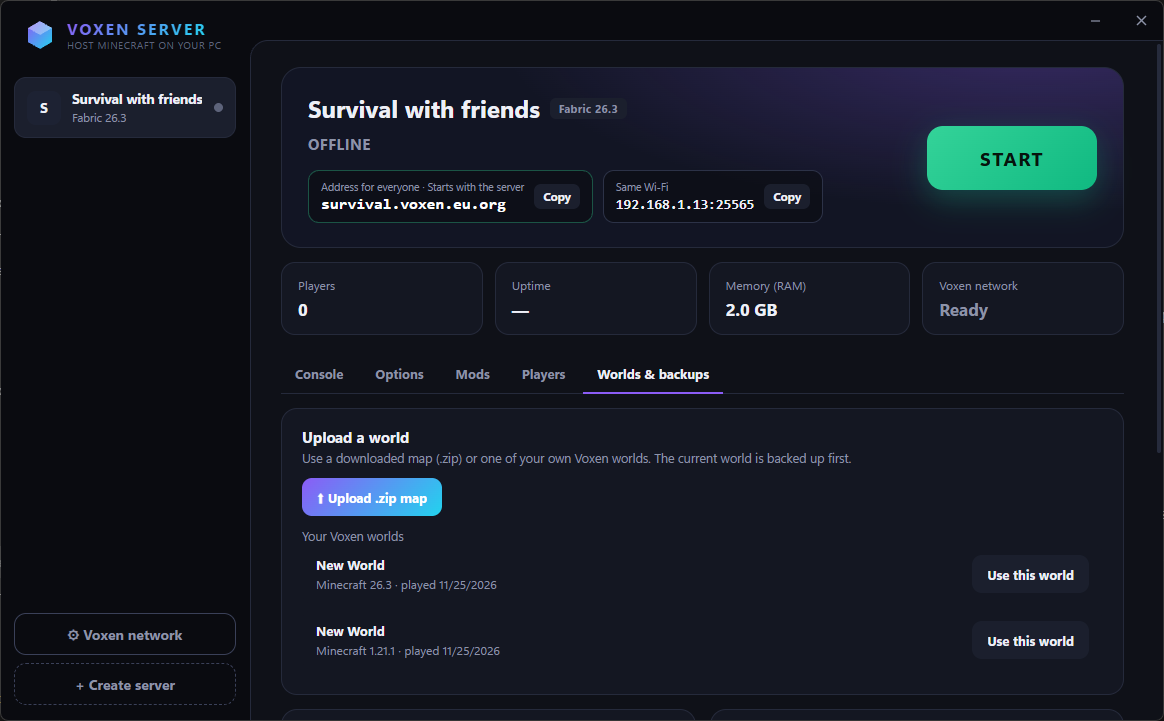 VOXEN SERVER
HOST MINECRAFT ON YOUR PC
S
Survival with friends
Fabric 26.3
⚙ Voxen network
+ Create server
Survival with friends
Fabric 26.3
OFFLINE
Address for everyone · Starts with the server
survival.voxen.eu.org
Copy
Same Wi-Fi
192.168.1.13:25565
Copy
START
Players
0
Uptime
—
Memory (RAM)
2.0 GB
Voxen network
Ready
Console
Options
Mods
Players
Worlds & backups
Upload a world
Use a downloaded map (.zip) or one of your own Voxen worlds. The current world is backed up first.
⬆ Upload .zip map
Your Voxen worlds
New World
Minecraft 26.3 · played 11/25/2026
Use this world
New World
Minecraft 1.21.1 · played 11/25/2026
Use this world